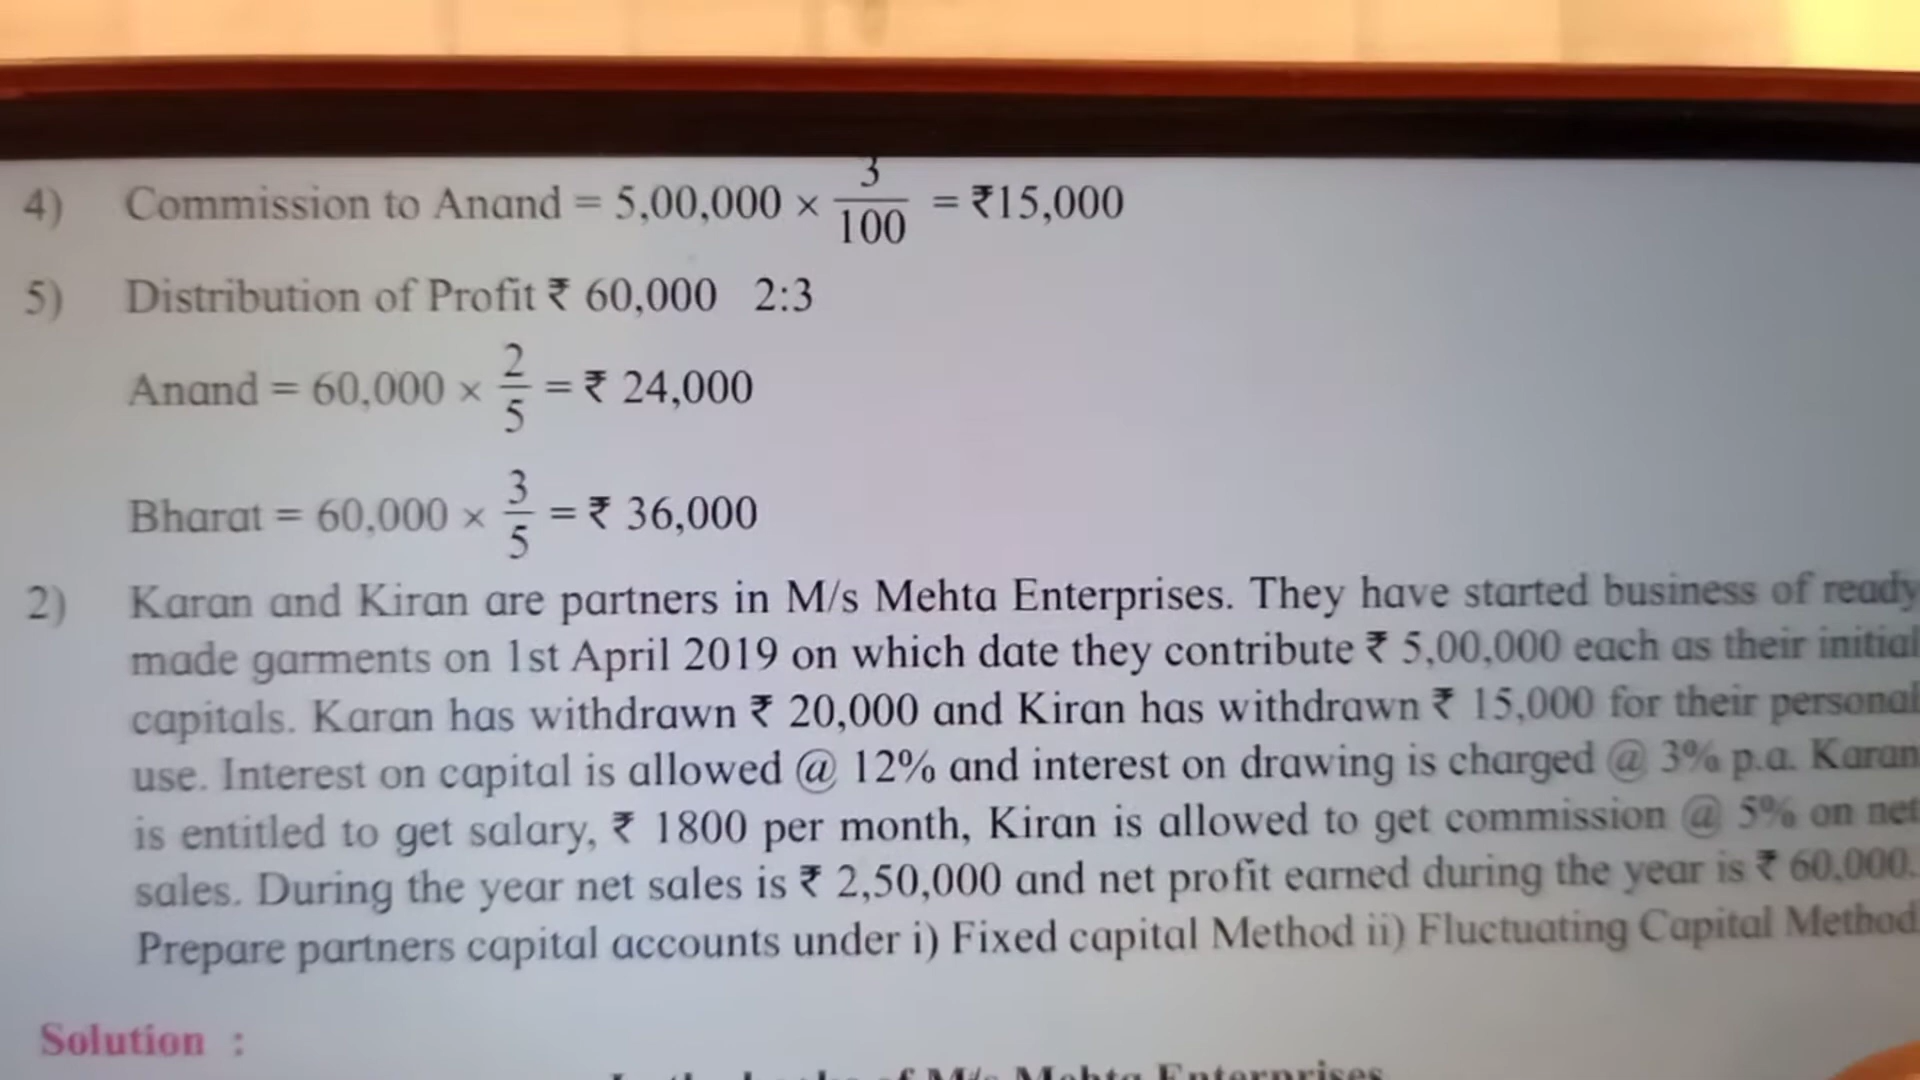 4) Commission to Anand = 5,00,000 × 3/100 = ₹15,000
5) Distribution of Profit ₹ 60,000 2:3
Anand = 60,000 × 2/5 = ₹ 24,000
Bharat = 60,000 × 3/5 = ₹ 36,000
2) Karan and Kiran are partners in M/s Mehta Enterprises. They have started business of ready
made garments on 1st April 2019 on which date they contribute ₹ 5,00,000 each as their initial
capitals. Karan has withdrawn ₹ 20,000 and Kiran has withdrawn ₹ 15,000 for their personal
use. Interest on capital is allowed @ 12% and interest on drawing is charged @ 3% p.a. Karan
is entitled to get salary, ₹ 1800 per month, Kiran is allowed to get commission @ 5% on net
sales. During the year net sales is ₹ 2,50,000 and net profit earned during the year is ₹ 60,000.
Prepare partners capital accounts under i) Fixed capital Method ii) Fluctuating Capital Method
Solution :
of M/s Mehta Enterprises